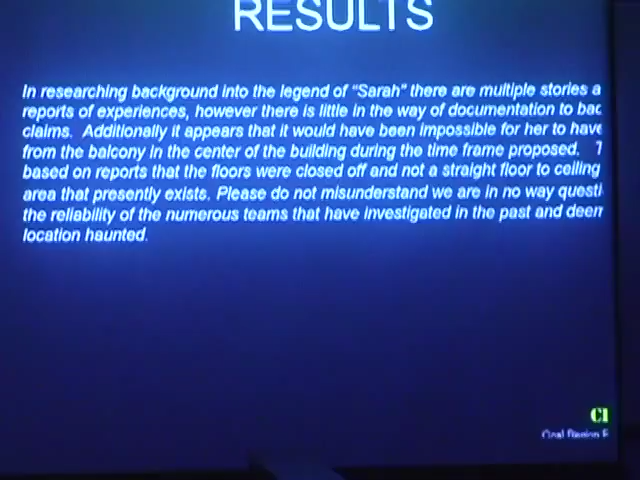 RESULTS
In researching background into the legend of "Sarah" there are multiple stories a
reports of experiences, however there is little in the way of documentation to bac
claims. Additionally it appears that it would have been impossible for her to have
from the balcony in the center of the building during the time frame proposed. T
based on reports that the floors were closed off and not a straight floor to ceiling
area that presently exists. Please do not misunderstand we are in no way questi
the reliability of the numerous teams that have investigated in the past and deem
location haunted.
Coal Region